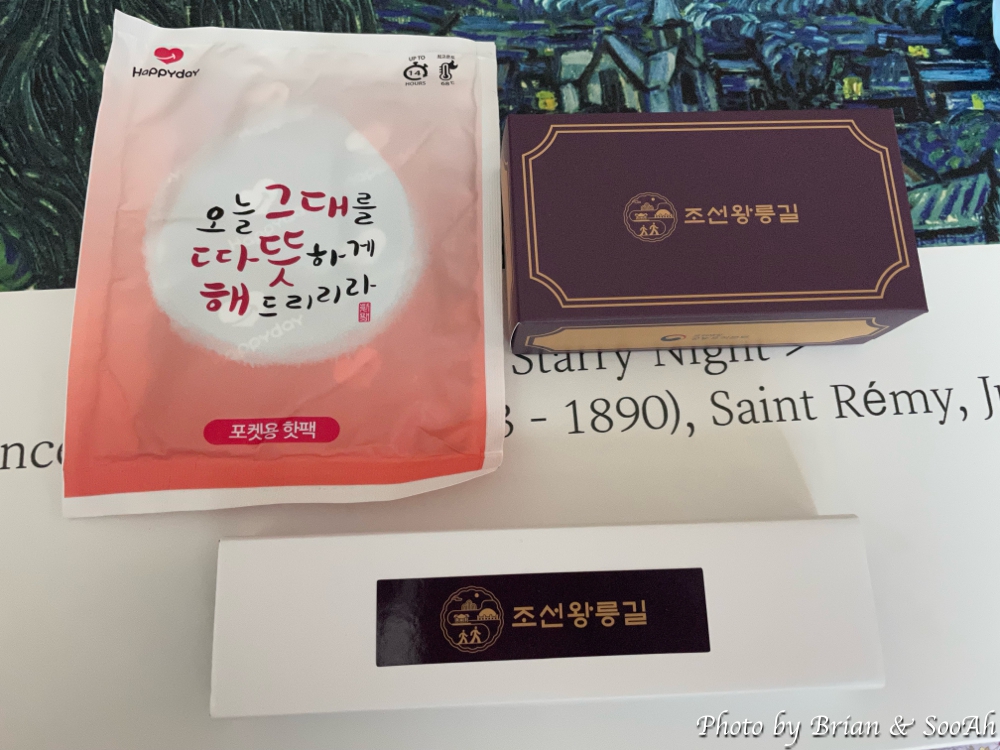 Happyday
UP TO
14
HOURS
오늘 그대를
따뜻하게
해 드리리라
포켓용 핫팩
조선왕릉길
Starry Night >
- 1890), Saint Rémy,
조선왕릉길
Photo by Brian & SooAh